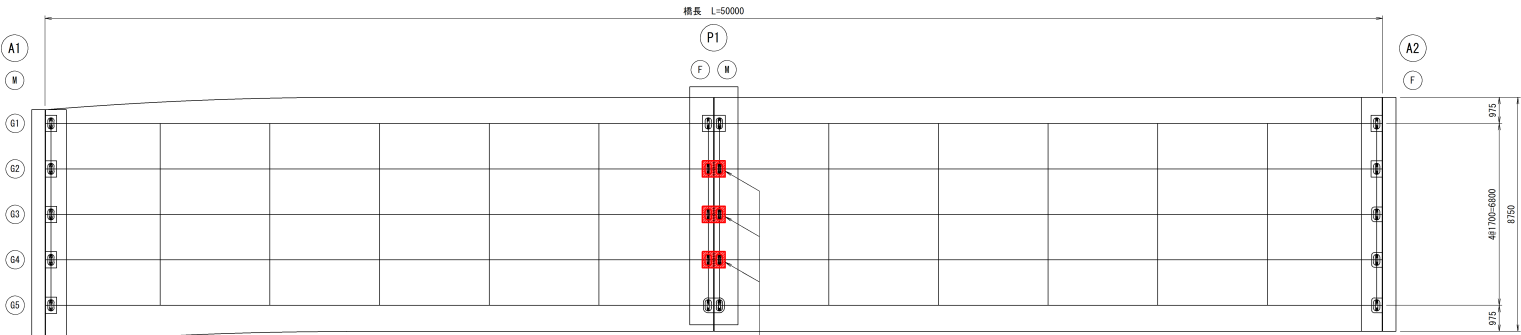 橋長 L=50000
A1
P1
A2
M
F
M
F
G1
G2
G3
G4
G5
975
4@1700=6800
8750
975